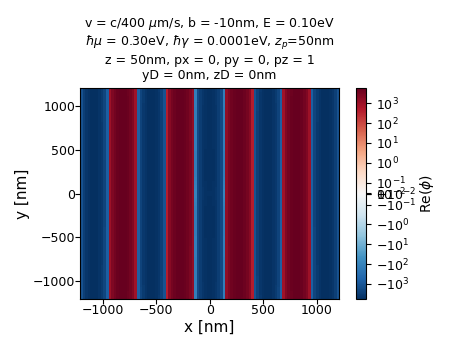 v = c/400 μm/s, b = -10nm, E = 0.10eV
ℏμ = 0.30eV, ℏγ = 0.0001eV, z_p=50nm
z = 50nm, px = 0, py = 0, pz = 1
yD = 0nm, zD = 0nm
1000
500
0
−500
−1000
y [nm]
−1000 −500 0 500 1000
x [nm]
10^3
10^2
10^1
10^0
10^−1
−10^−1
−10^0
−10^1
−10^2
−10^3
Re(ϕ)